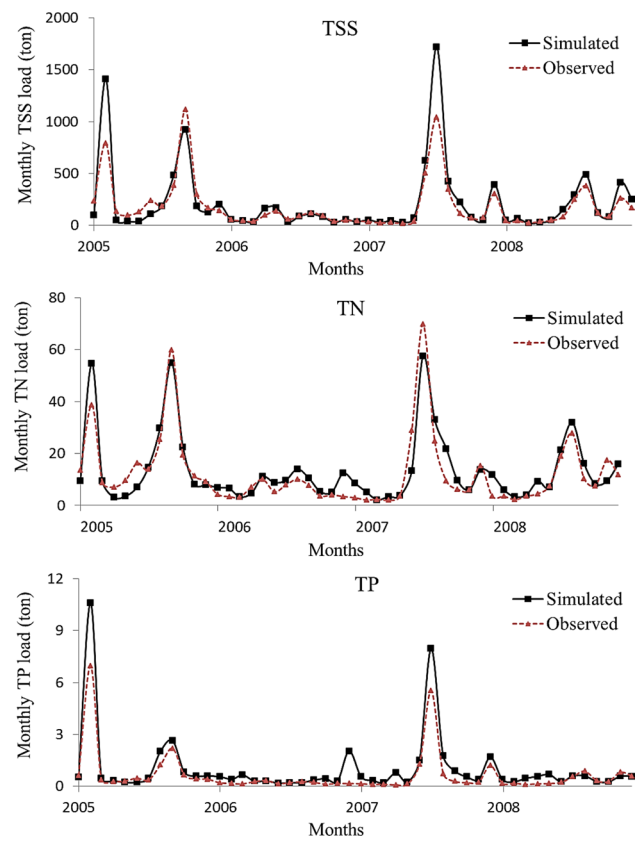 TSS
Monthly TSS load (ton)
2000
1500
1000
500
0
Simulated
Observed
2005
2006
2007
2008
Months
TN
Monthly TN load (ton)
80
60
40
20
0
Simulated
Observed
2005
2006
2007
2008
Months
TP
Monthly TP load (ton)
12
9
6
3
0
Simulated
Observed
2005
2006
2007
2008
Months